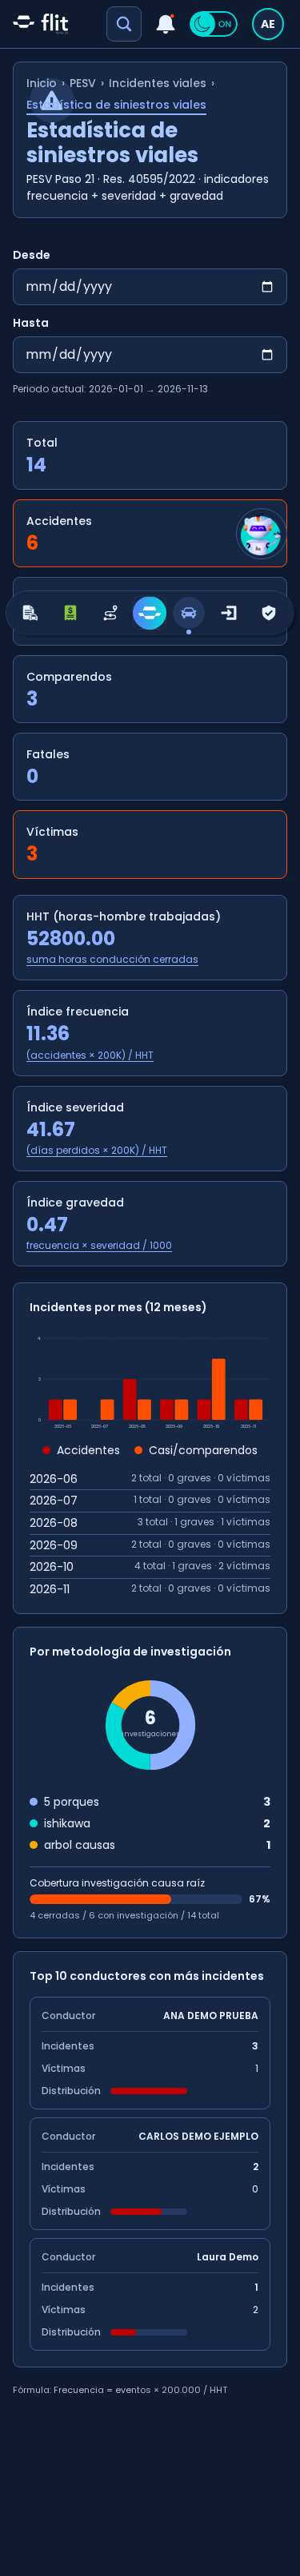 flit
ON
AE
Inicio › PESV › Incidentes viales ›
Estadística de siniestros viales
Estadística de
siniestros viales
PESV Paso 21 · Res. 40595/2022 · indicadores
frecuencia + severidad + gravedad
Desde
mm/dd/yyyy
Hasta
mm/dd/yyyy
Periodo actual: 2026-01-01 → 2026-11-13
Total
14
Accidentes
6
Comparendos
3
Fatales
0
Víctimas
3
HHT (horas-hombre trabajadas)
52800.00
suma horas conducción cerradas
Índice frecuencia
11.36
(accidentes × 200K) / HHT
Índice severidad
41.67
(días perdidos × 200K) / HHT
Índice gravedad
0.47
frecuencia × severidad / 1000
Incidentes por mes (12 meses)
4
2
0
Accidentes
Casi/comparendos
2026-06 2 total · 0 graves · 0 víctimas
2026-07 1 total · 0 graves · 0 víctimas
2026-08 3 total · 1 graves · 1 víctimas
2026-09 2 total · 0 graves · 0 víctimas
2026-10 4 total · 1 graves · 2 víctimas
2026-11 2 total · 0 graves · 0 víctimas
Por metodología de investigación
6
investigaciones
5 porques 3
ishikawa 2
arbol causas 1
Cobertura investigación causa raíz
67%
4 cerradas / 6 con investigación / 14 total
Top 10 conductores con más incidentes
Conductor ANA DEMO PRUEBA
Incidentes 3
Víctimas 1
Distribución
Conductor CARLOS DEMO EJEMPLO
Incidentes 2
Víctimas 0
Distribución
Conductor Laura Demo
Incidentes 1
Víctimas 2
Distribución
Fórmula: Frecuencia = eventos × 200.000 / HHT